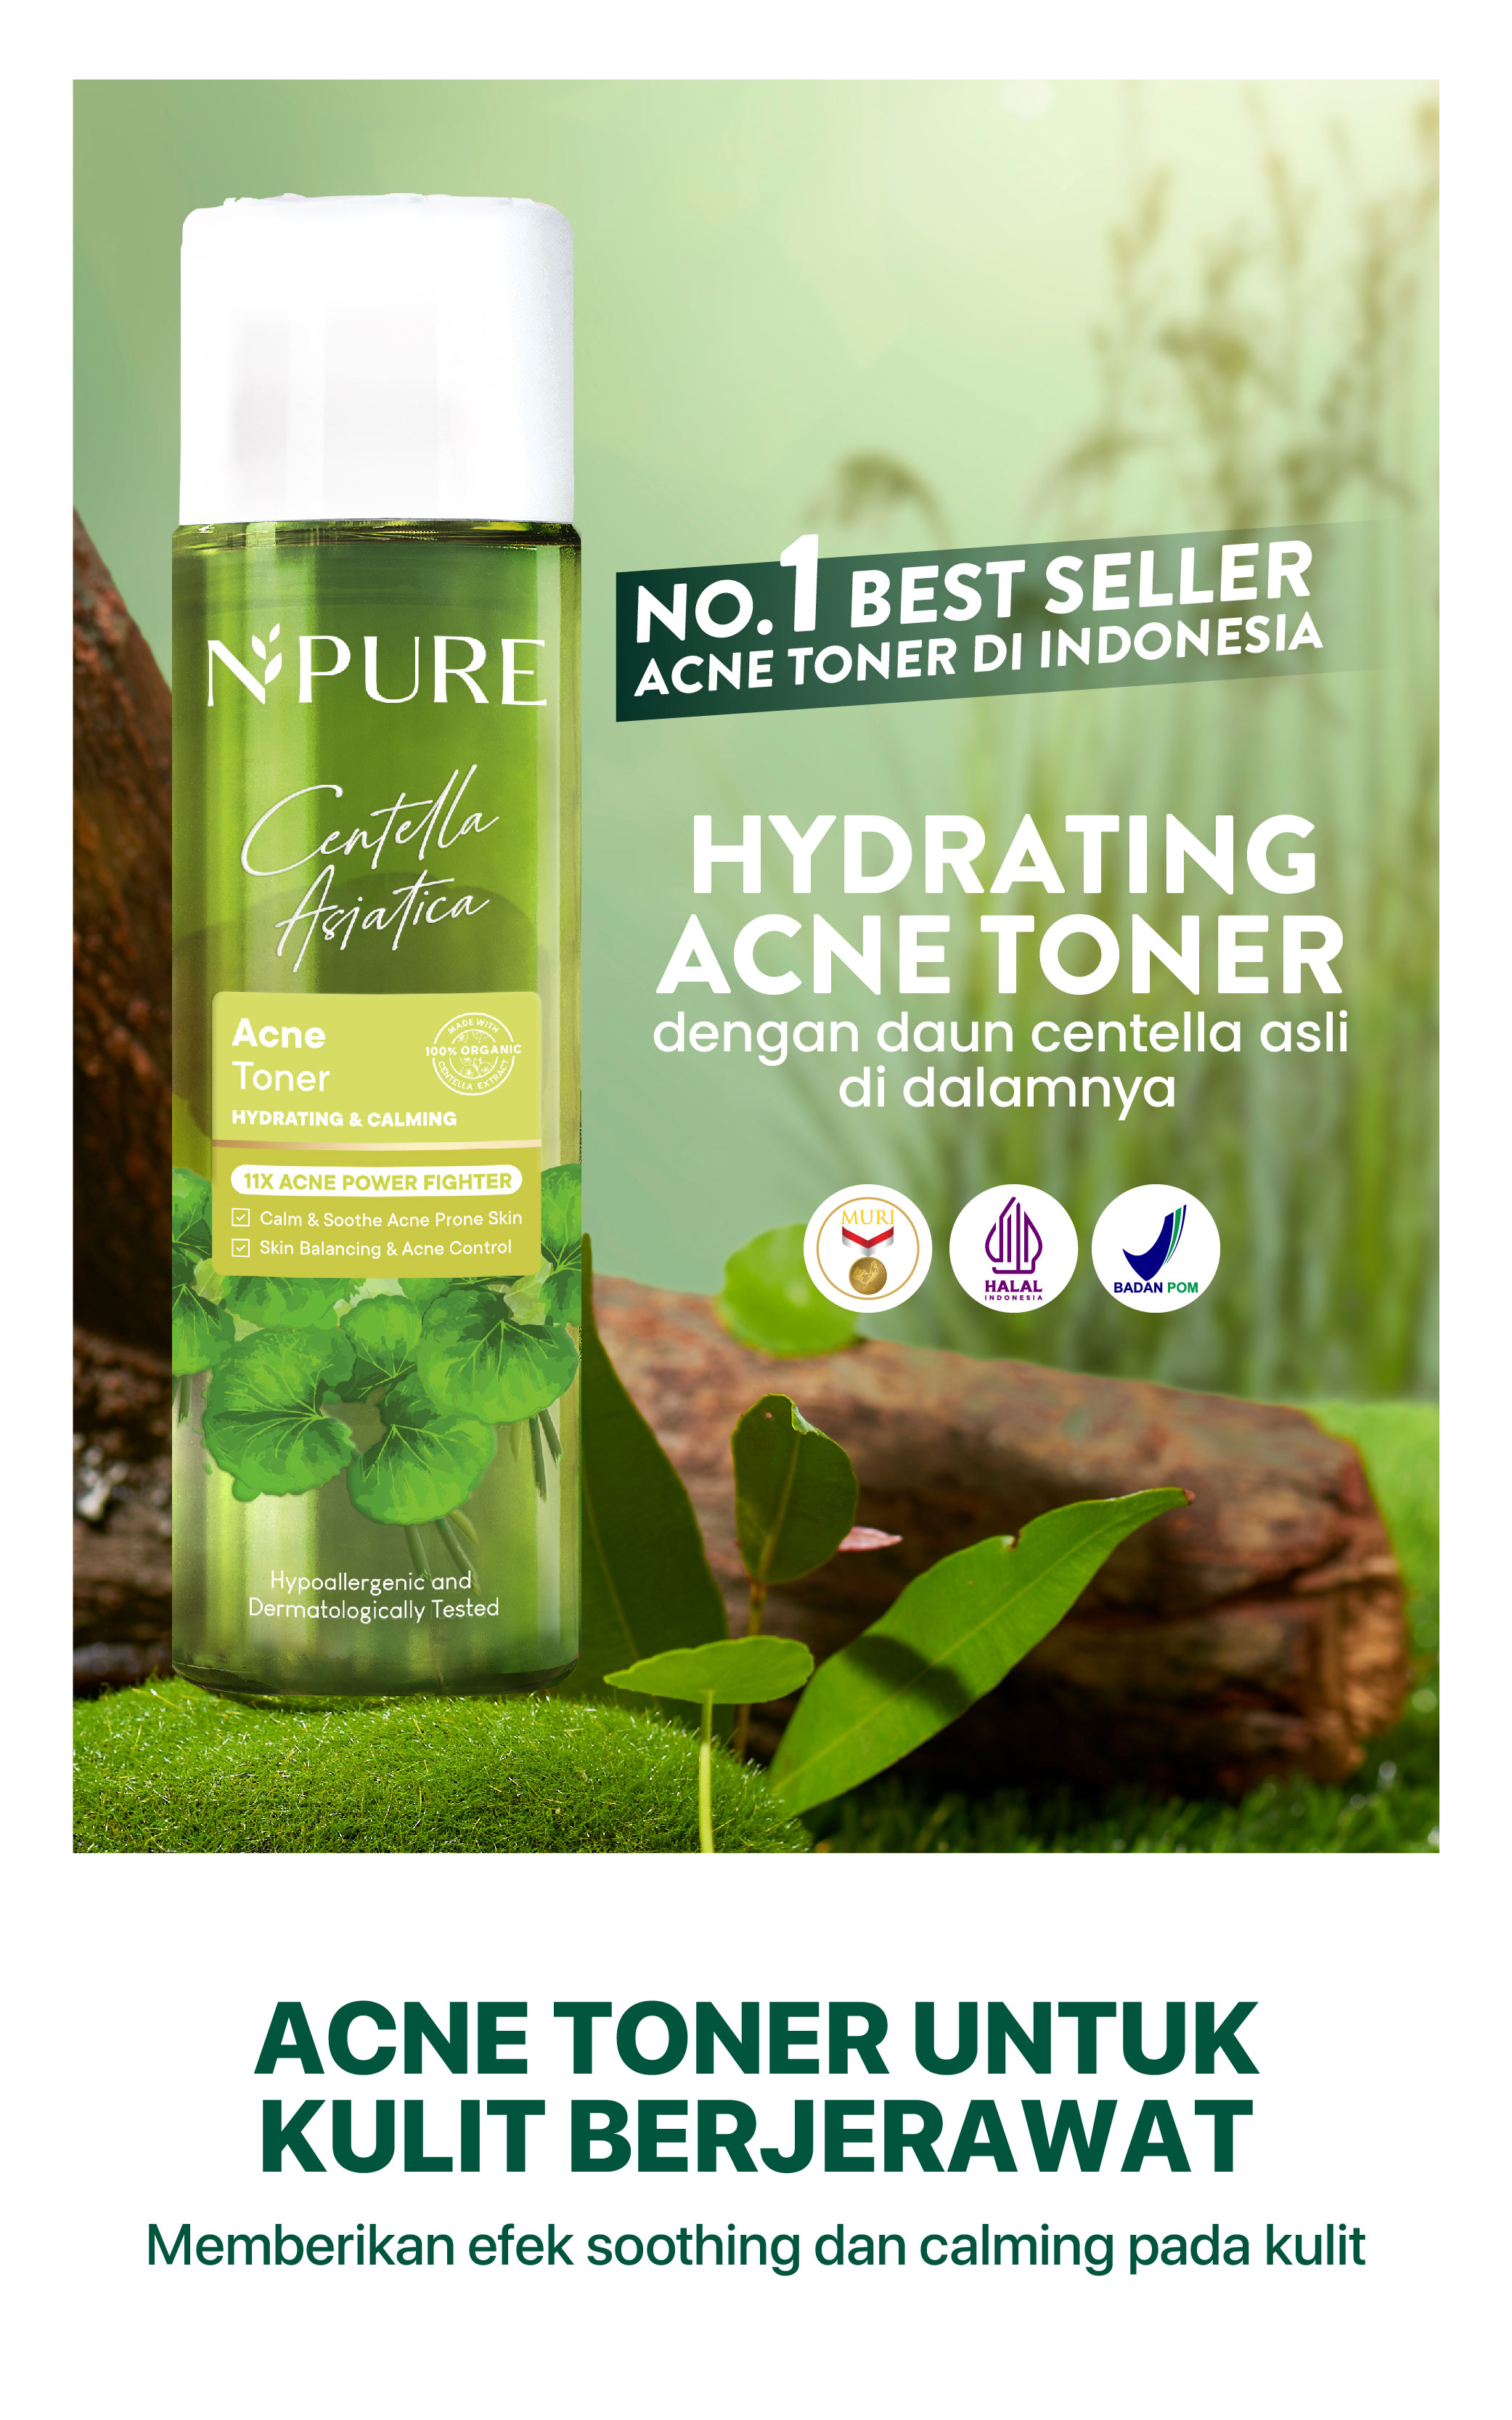 N PURE
Centella
Asiatica
Acne
Toner
HYDRATING & CALMING
MADE WITH
100% ORGANIC
CENTELLA EXTRACT
11X ACNE POWER FIGHTER
Calm & Soothe Acne Prone Skin
Skin Balancing & Acne Control
Hypoallergenic and
Dermatologically Tested
NO.1 BEST SELLER
ACNE TONER DI INDONESIA
HYDRATING
ACNE TONER
dengan daun centella asli
di dalamnya
MURI
HALAL
INDONESIA
BADAN POM
ACNE TONER UNTUK
KULIT BERJERAWAT
Memberikan efek soothing dan calming pada kulit